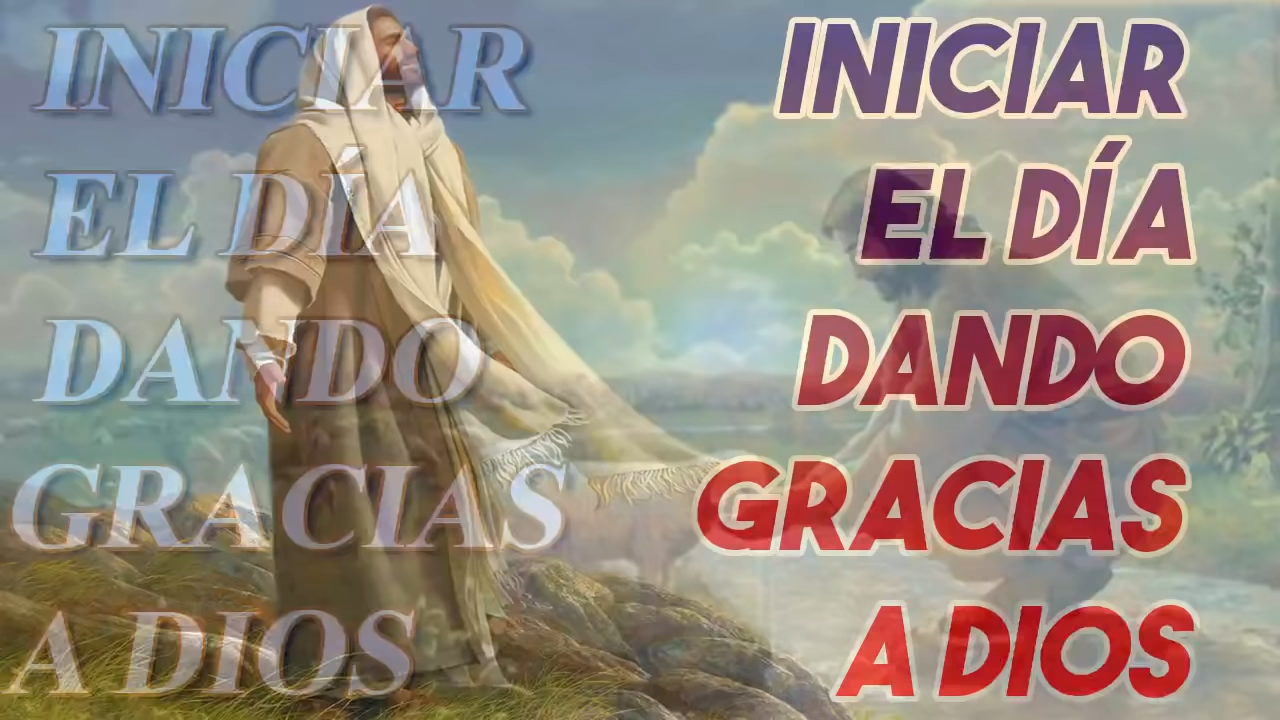 INICIAR
EL DÍA
DANDO
GRACIAS
A DIOS
INICIAR
EL DÍA
DANDO
GRACIAS
A DIOS